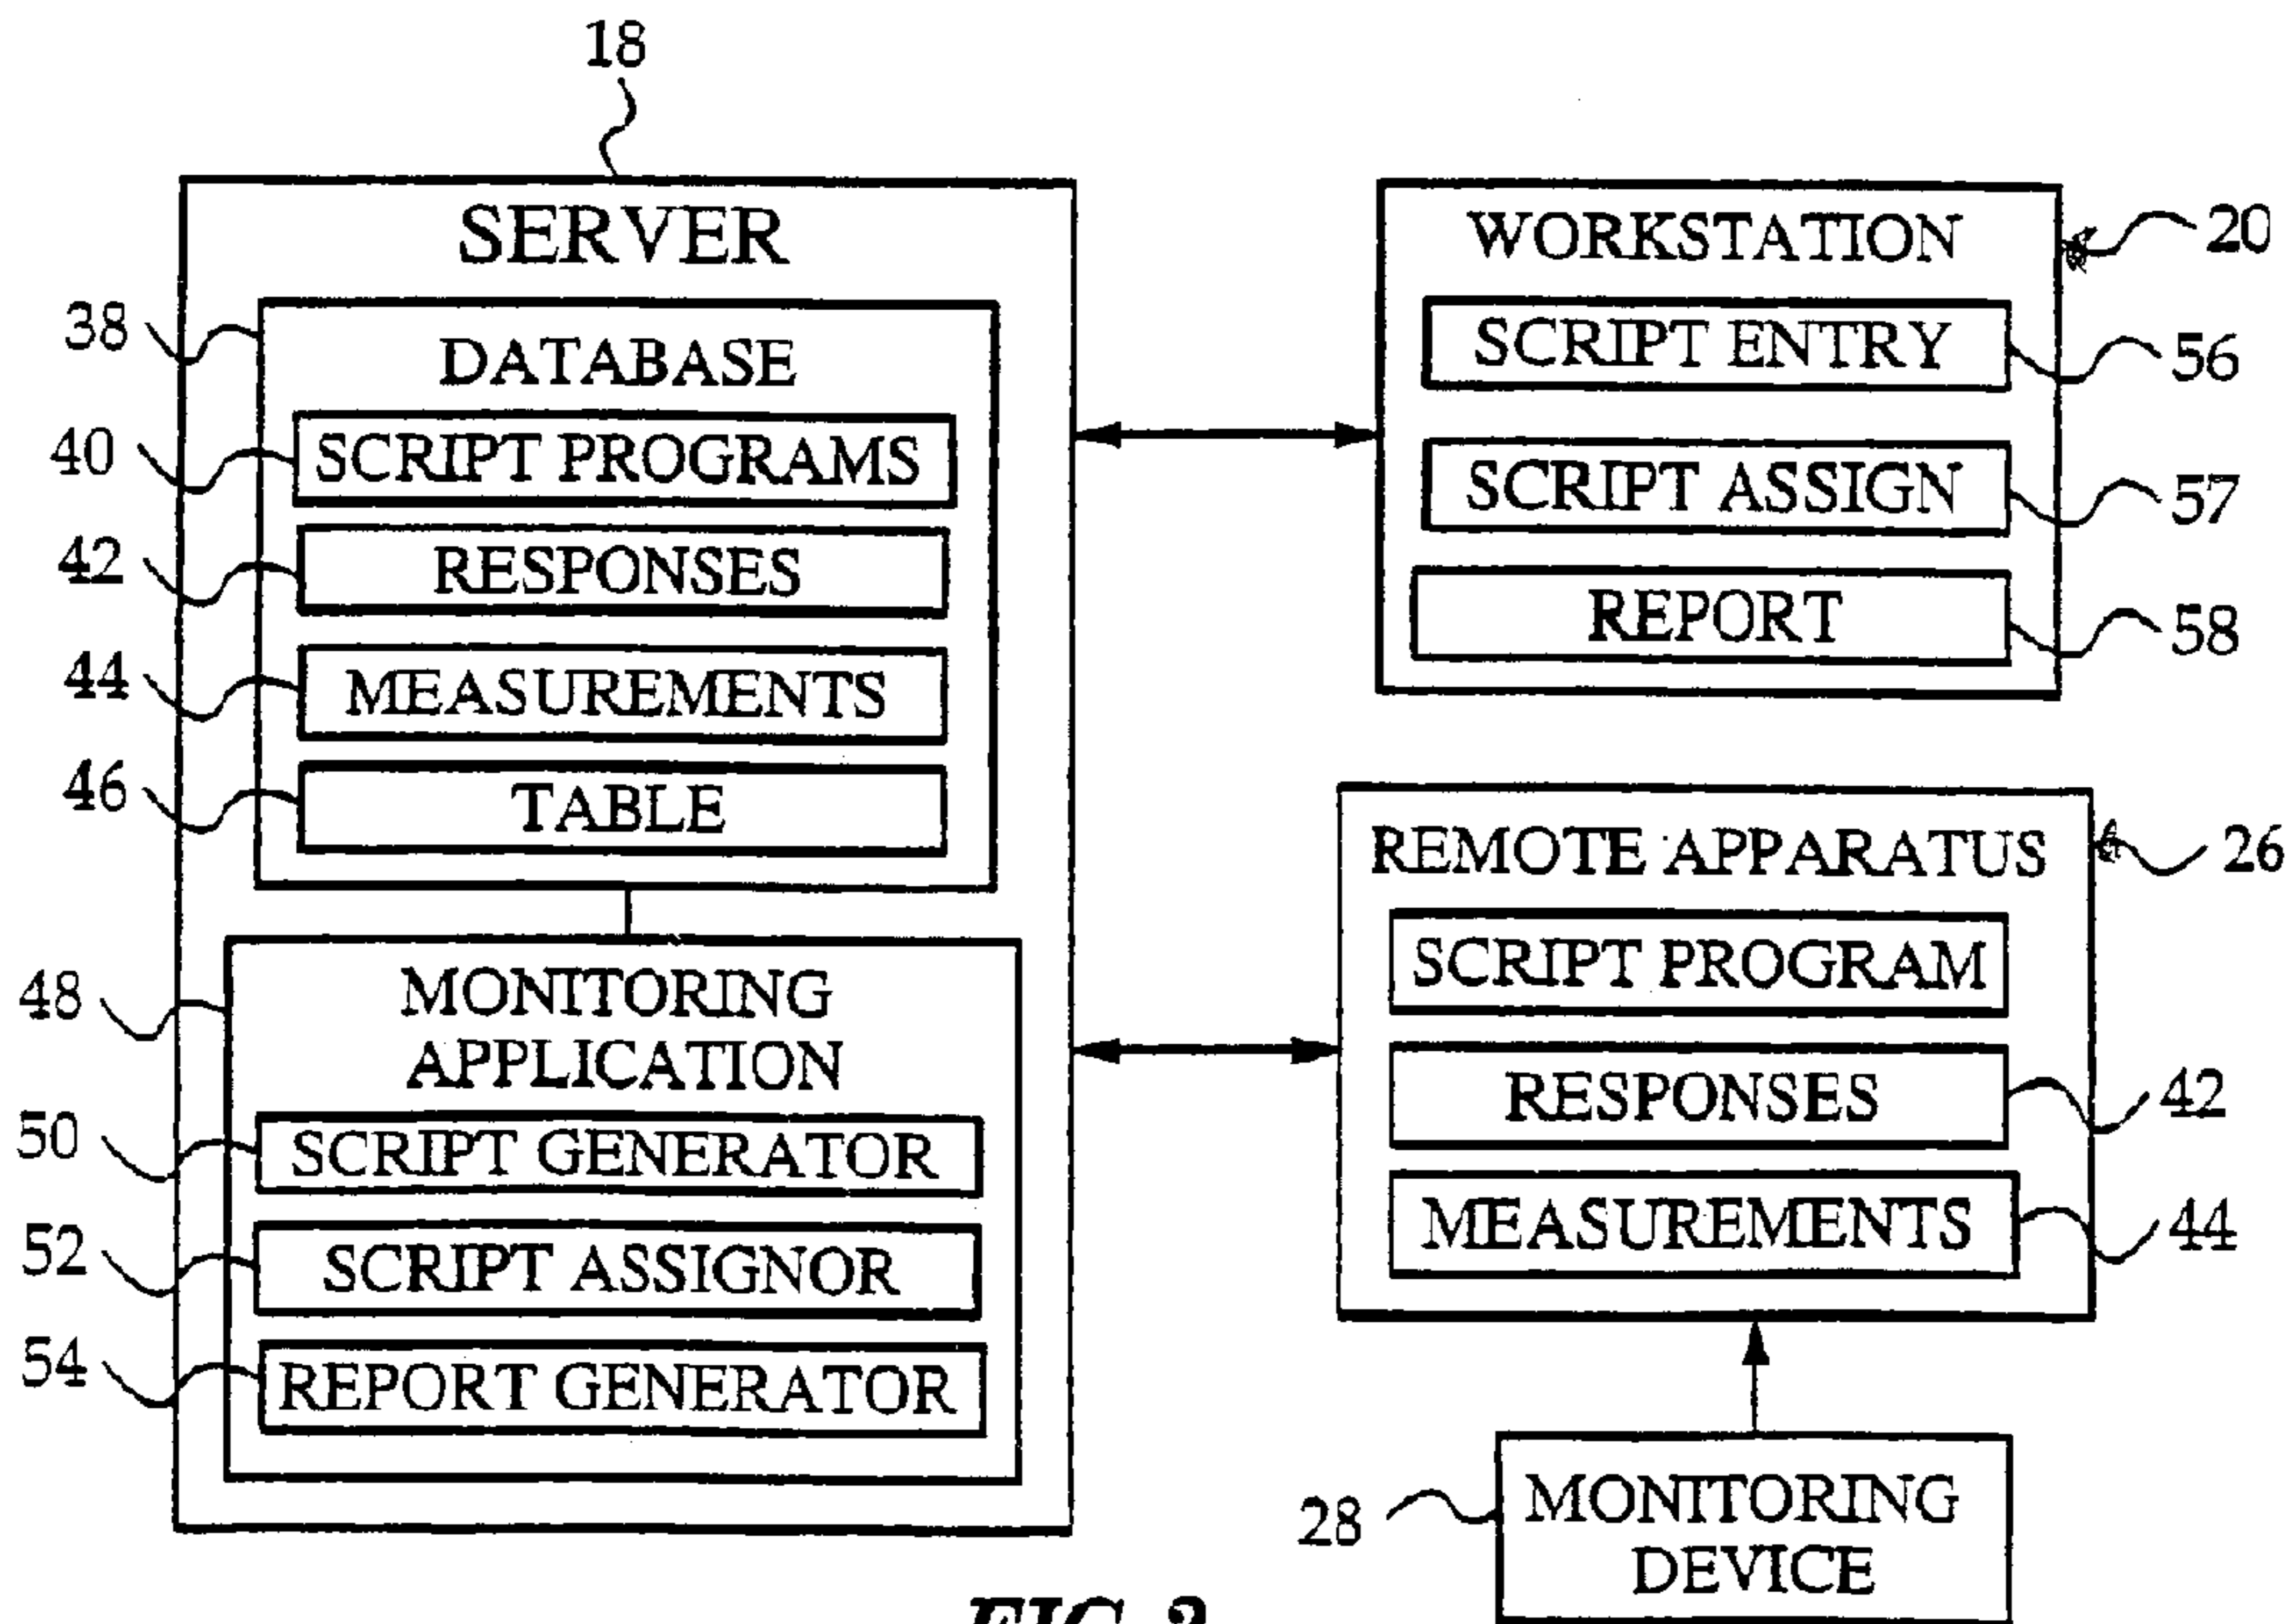 18
SERVER
38
DATABASE
40
SCRIPT PROGRAMS
42
RESPONSES
44
MEASUREMENTS
46
TABLE
48
MONITORING
APPLICATION
50
SCRIPT GENERATOR
52
SCRIPT ASSIGNOR
54
REPORT GENERATOR
WORKSTATION
20
SCRIPT ENTRY
56
SCRIPT ASSIGN
57
REPORT
58
REMOTE APPARATUS
26
SCRIPT PROGRAM
RESPONSES
42
MEASUREMENTS
44
28
MONITORING
DEVICE